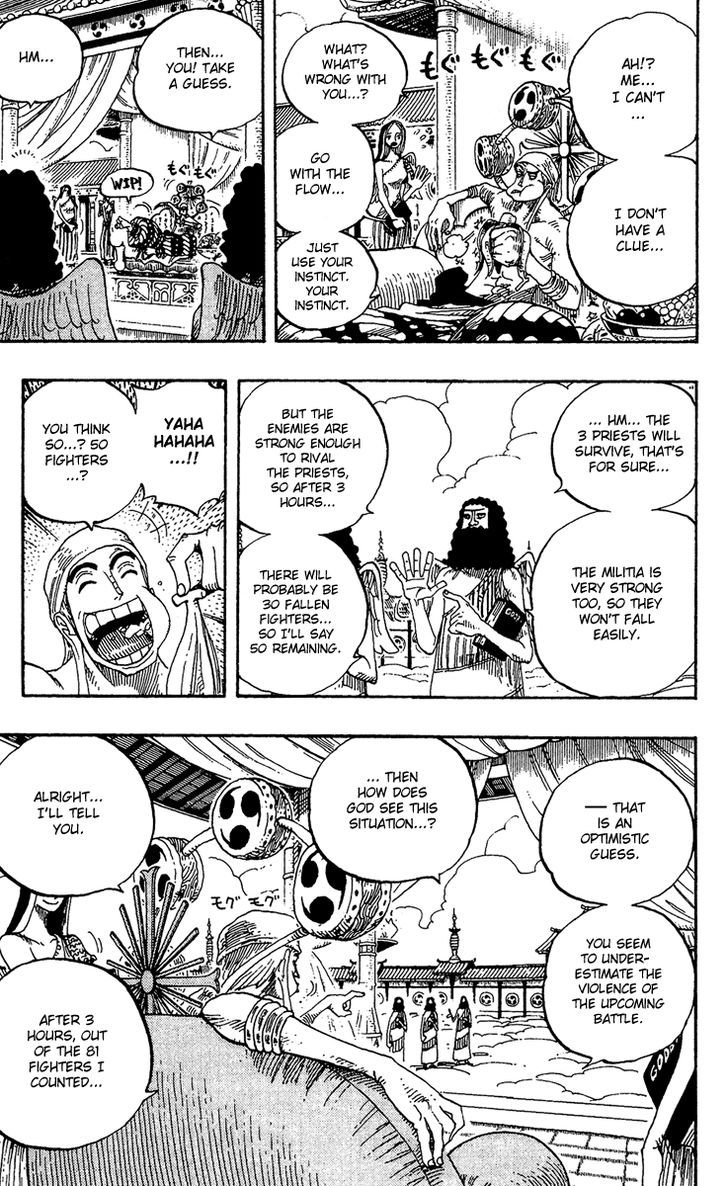 AH!?
ME...
I CAN'T
...
I DON'T
HAVE A
CLUE...
もぐ もぐ もぐ
WHAT?
WHAT'S
WRONG WITH
YOU...?
GO
WITH THE
FLOW...
JUST
USE YOUR
INSTINCT.
YOUR
INSTINCT.
THEN...
YOU! TAKE
A GUESS.
HM...
もぐ もぐ
WIP!
... HM... THE
3 PRIESTS WILL
SURVIVE, THAT'S
FOR SURE...
THE MILITIA IS
VERY STRONG
TOO, SO THEY
WON'T FALL
EASILY.
GOD!
BUT THE
ENEMIES ARE
STRONG ENOUGH
TO RIVAL
THE PRIESTS,
SO AFTER 3
HOURS...
THERE WILL
PROBABLY BE
30 FALLEN
FIGHTERS...
SO I'LL SAY
50 REMAINING.
YAHA
HAHAHA
...!!
YOU THINK
SO...? 50
FIGHTERS
...?
— THAT
IS AN
OPTIMISTIC
GUESS.
YOU SEEM
TO UNDER-
ESTIMATE THE
VIOLENCE OF
THE UPCOMING
BATTLE.
... THEN
HOW DOES
GOD SEE THIS
SITUATION...?
モグ モグ
ALRIGHT...
I'LL TELL
YOU.
AFTER 3
HOURS, OUT
OF THE 81
FIGHTERS I
COUNTED...